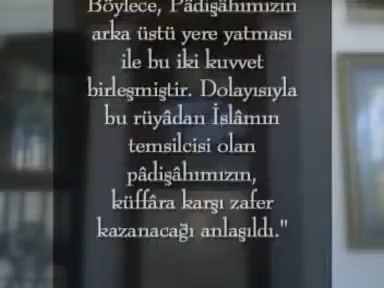 Böylece, Pâdişâhımızın
arka üstü yere yatması
ile bu iki kuvvet
birleşmiştir. Dolayısıyla
bu rüyâdan İslâmın
temsilcisi olan
pâdişâhımızın,
küffâra karşı zafer
kazanacağı anlaşıldı."